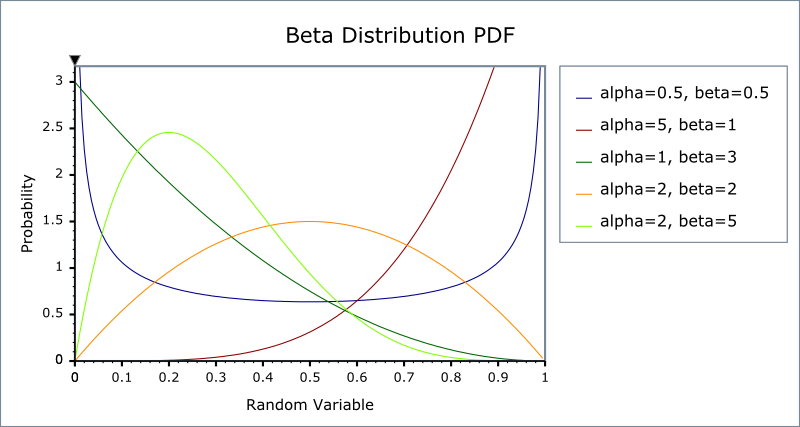 Beta Distribution PDF
Probability
3
2.5
2
1.5
1
0.5
0
0 0.1 0.2 0.3 0.4 0.5 0.6 0.7 0.8 0.9 1
Random Variable
alpha=0.5, beta=0.5
alpha=5, beta=1
alpha=1, beta=3
alpha=2, beta=2
alpha=2, beta=5